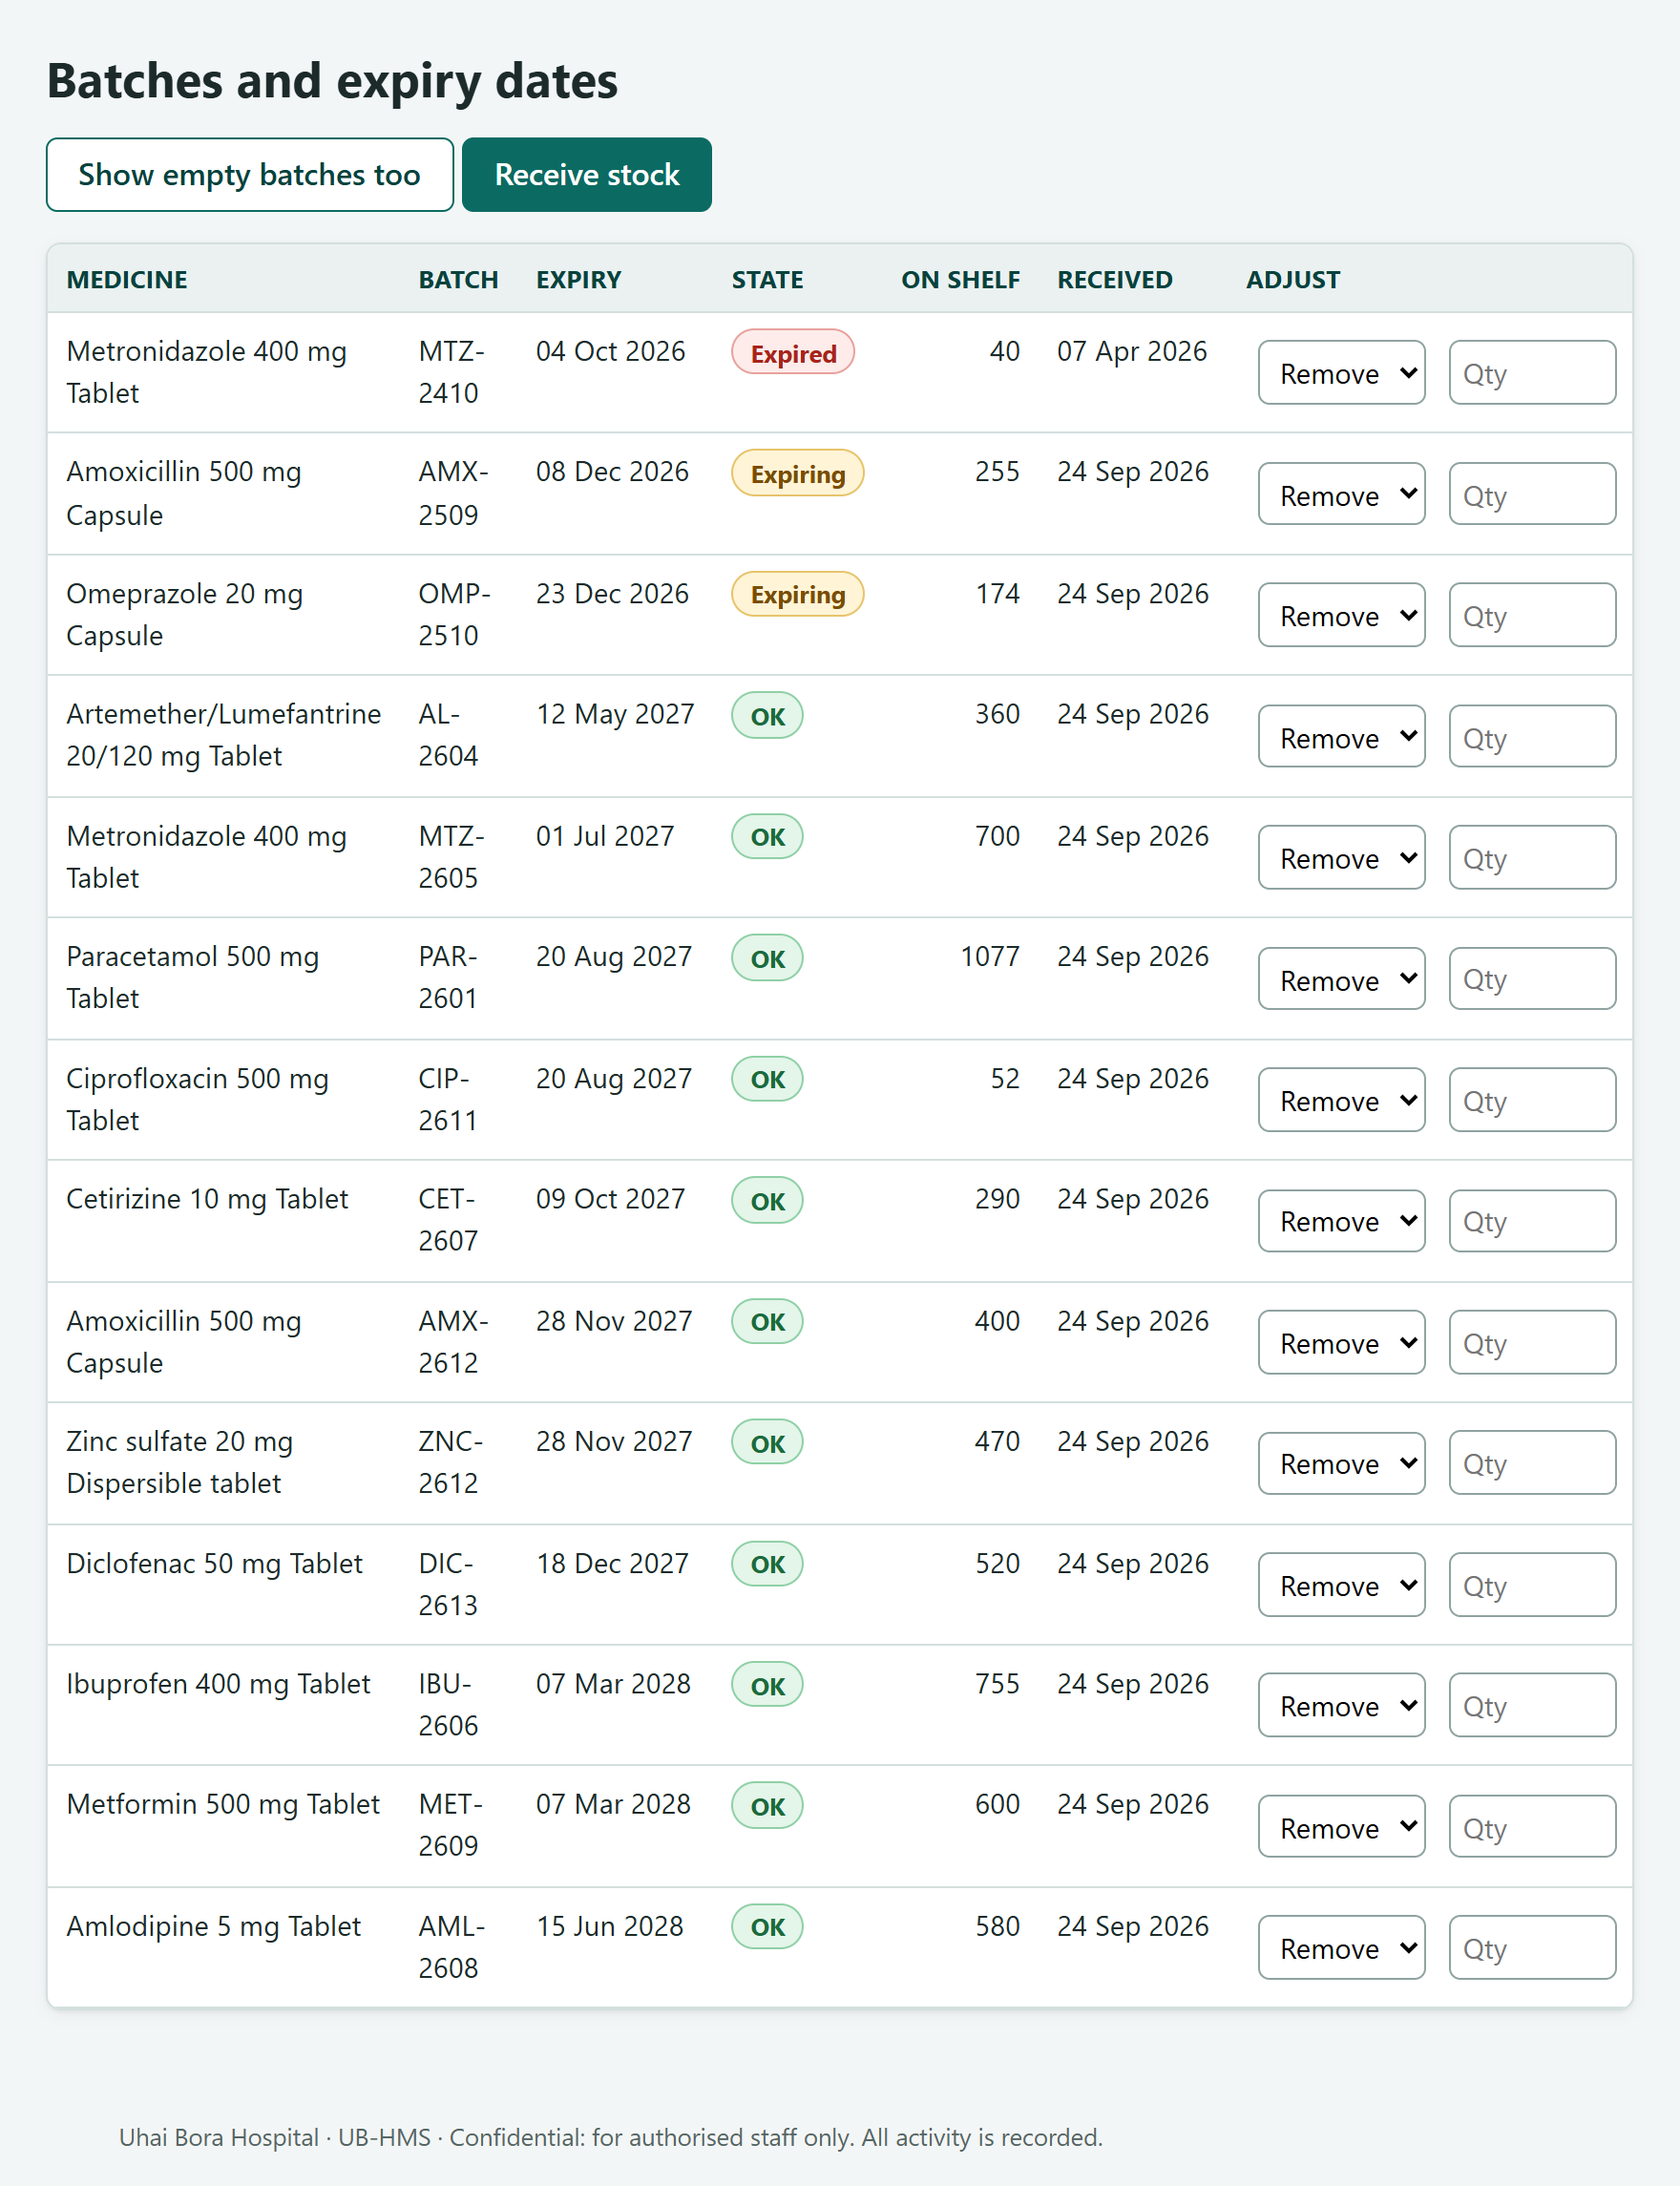 Batches and expiry dates
Show empty batches too Receive stock
MEDICINE BATCH EXPIRY STATE ON SHELF RECEIVED ADJUST
Metronidazole 400 mg MTZ- 04 Oct 2026 Expired 40 07 Apr 2026 Remove Qty
Tablet 2410
Amoxicillin 500 mg AMX- 08 Dec 2026 Expiring 255 24 Sep 2026 Remove Qty
Capsule 2509
Omeprazole 20 mg OMP- 23 Dec 2026 Expiring 174 24 Sep 2026 Remove Qty
Capsule 2510
Artemether/Lumefantrine AL- 12 May 2027 OK 360 24 Sep 2026 Remove Qty
20/120 mg Tablet 2604
Metronidazole 400 mg MTZ- 01 Jul 2027 OK 700 24 Sep 2026 Remove Qty
Tablet 2605
Paracetamol 500 mg PAR- 20 Aug 2027 OK 1077 24 Sep 2026 Remove Qty
Tablet 2601
Ciprofloxacin 500 mg CIP- 20 Aug 2027 OK 52 24 Sep 2026 Remove Qty
Tablet 2611
Cetirizine 10 mg Tablet CET- 09 Oct 2027 OK 290 24 Sep 2026 Remove Qty
2607
Amoxicillin 500 mg AMX- 28 Nov 2027 OK 400 24 Sep 2026 Remove Qty
Capsule 2612
Zinc sulfate 20 mg ZNC- 28 Nov 2027 OK 470 24 Sep 2026 Remove Qty
Dispersible tablet 2612
Diclofenac 50 mg Tablet DIC- 18 Dec 2027 OK 520 24 Sep 2026 Remove Qty
2613
Ibuprofen 400 mg Tablet IBU- 07 Mar 2028 OK 755 24 Sep 2026 Remove Qty
2606
Metformin 500 mg Tablet MET- 07 Mar 2028 OK 600 24 Sep 2026 Remove Qty
2609
Amlodipine 5 mg Tablet AML- 15 Jun 2028 OK 580 24 Sep 2026 Remove Qty
2608
Uhai Bora Hospital · UB-HMS · Confidential: for authorised staff only. All activity is recorded.